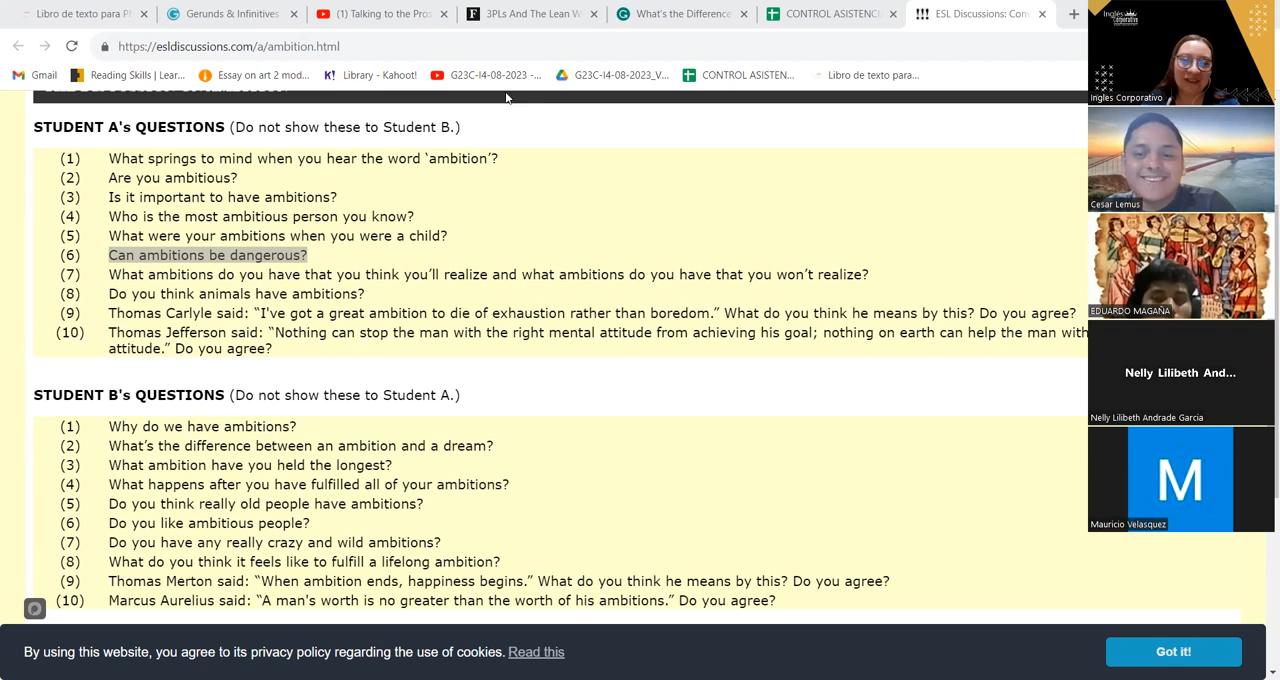 Libro de texto para Pl
Gerunds & Infinitives
(1) Talking to the Pros
3PLs And The Lean W
What's the Difference
CONTROL ASISTENCI
ESL Discussions: Con
https://esldiscussions.com/a/ambition.html
Gmail
Reading Skills | Lear...
Essay on art 2 mod...
Library - Kahoot!
G23C-I4-08-2023 -...
G23C-I4-08-2023_V...
CONTROL ASISTEN...
Libro de texto para...
STUDENT A's QUESTIONS (Do not show these to Student B.)
(1) What springs to mind when you hear the word ‘ambition’?
(2) Are you ambitious?
(3) Is it important to have ambitions?
(4) Who is the most ambitious person you know?
(5) What were your ambitions when you were a child?
(6) Can ambitions be dangerous?
(7) What ambitions do you have that you think you’ll realize and what ambitions do you have that you won’t realize?
(8) Do you think animals have ambitions?
(9) Thomas Carlyle said: “I've got a great ambition to die of exhaustion rather than boredom.” What do you think he means by this? Do you agree?
(10) Thomas Jefferson said: “Nothing can stop the man with the right mental attitude from achieving his goal; nothing on earth can help the man with
attitude.” Do you agree?
STUDENT B's QUESTIONS (Do not show these to Student A.)
(1) Why do we have ambitions?
(2) What’s the difference between an ambition and a dream?
(3) What ambition have you held the longest?
(4) What happens after you have fulfilled all of your ambitions?
(5) Do you think really old people have ambitions?
(6) Do you like ambitious people?
(7) Do you have any really crazy and wild ambitions?
(8) What do you think it feels like to fulfill a lifelong ambition?
(9) Thomas Merton said: “When ambition ends, happiness begins.” What do you think he means by this? Do you agree?
(10) Marcus Aurelius said: “A man's worth is no greater than the worth of his ambitions.” Do you agree?
By using this website, you agree to its privacy policy regarding the use of cookies. Read this
Got it!
Inglés
Corporativo
Ingles Corporativo
Cesar Lemus
EDUARDO MAGAÑA
Nelly Lilibeth And...
Nelly Lilibeth Andrade Garcia
M
Mauricio Velasquez